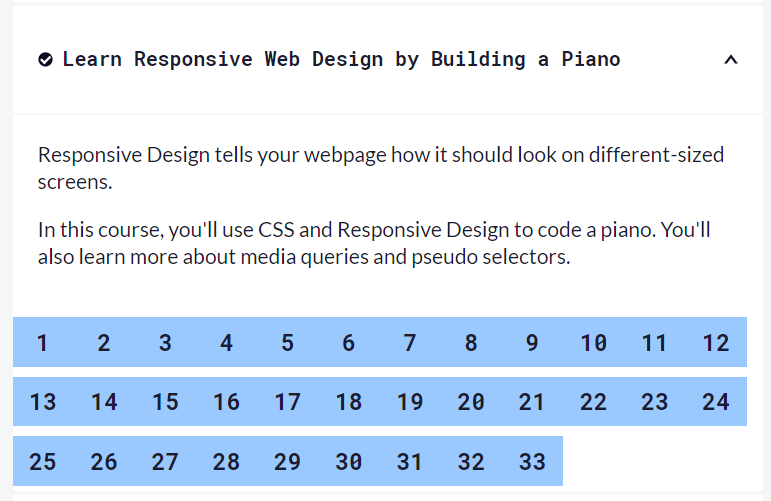 Learn Responsive Web Design by Building a Piano
Responsive Design tells your webpage how it should look on different-sized
screens.
In this course, you'll use CSS and Responsive Design to code a piano. You'll
also learn more about media queries and pseudo selectors.
1 2 3 4 5 6 7 8 9 10 11 12
13 14 15 16 17 18 19 20 21 22 23 24
25 26 27 28 29 30 31 32 33